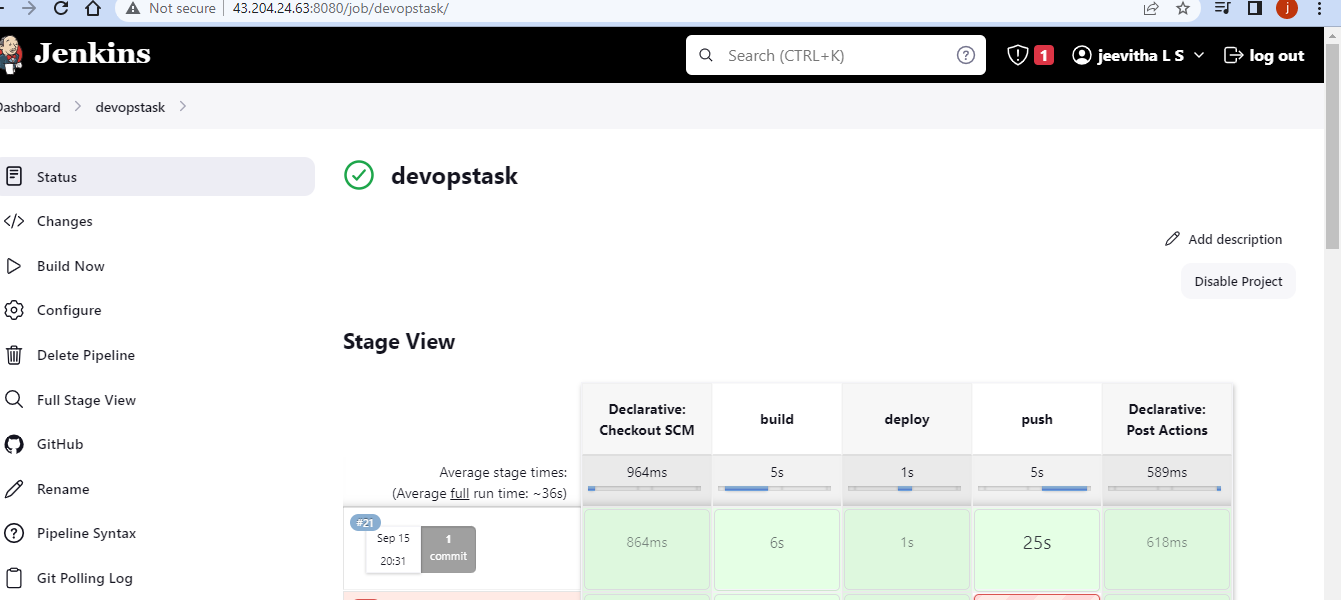 Not secure 43.204.24.63:8080/job/devopstask/
j
Jenkins
Search (CTRL+K)
?
1
jeevitha L S
log out
Dashboard > devopstask >
Status
devopstask
Changes
Add description
Build Now
Disable Project
Configure
Stage View
Delete Pipeline
Full Stage View
GitHub
Rename
Pipeline Syntax
Git Polling Log
Declarative:
Checkout SCM
build
deploy
push
Declarative:
Post Actions
Average stage times:
(Average full run time: ~36s)
964ms
5s
1s
5s
589ms
#21
Sep 15
20:31
1
commit
864ms
6s
1s
25s
618ms